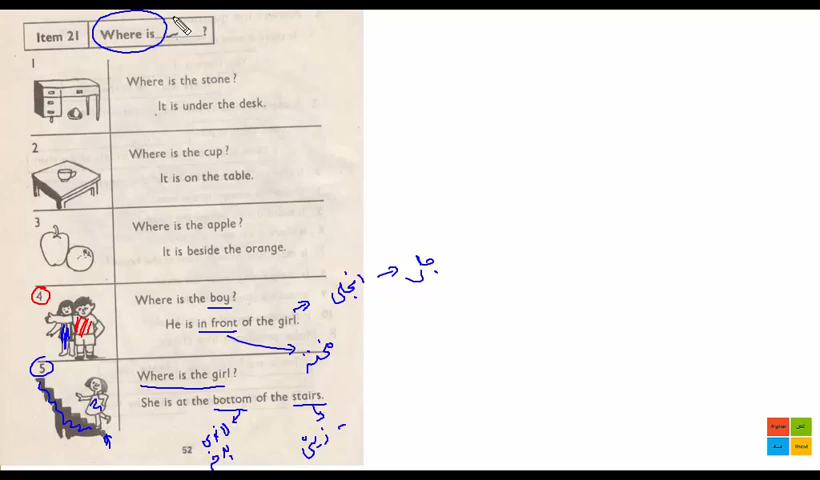 Item 21 Where is ?
1
Where is the stone?
It is under the desk.
2
Where is the cup?
It is on the table.
3
Where is the apple?
It is beside the orange.
4
Where is the boy?
He is in front of the girl.
5
Where is the girl?
She is at the bottom of the stairs.
52